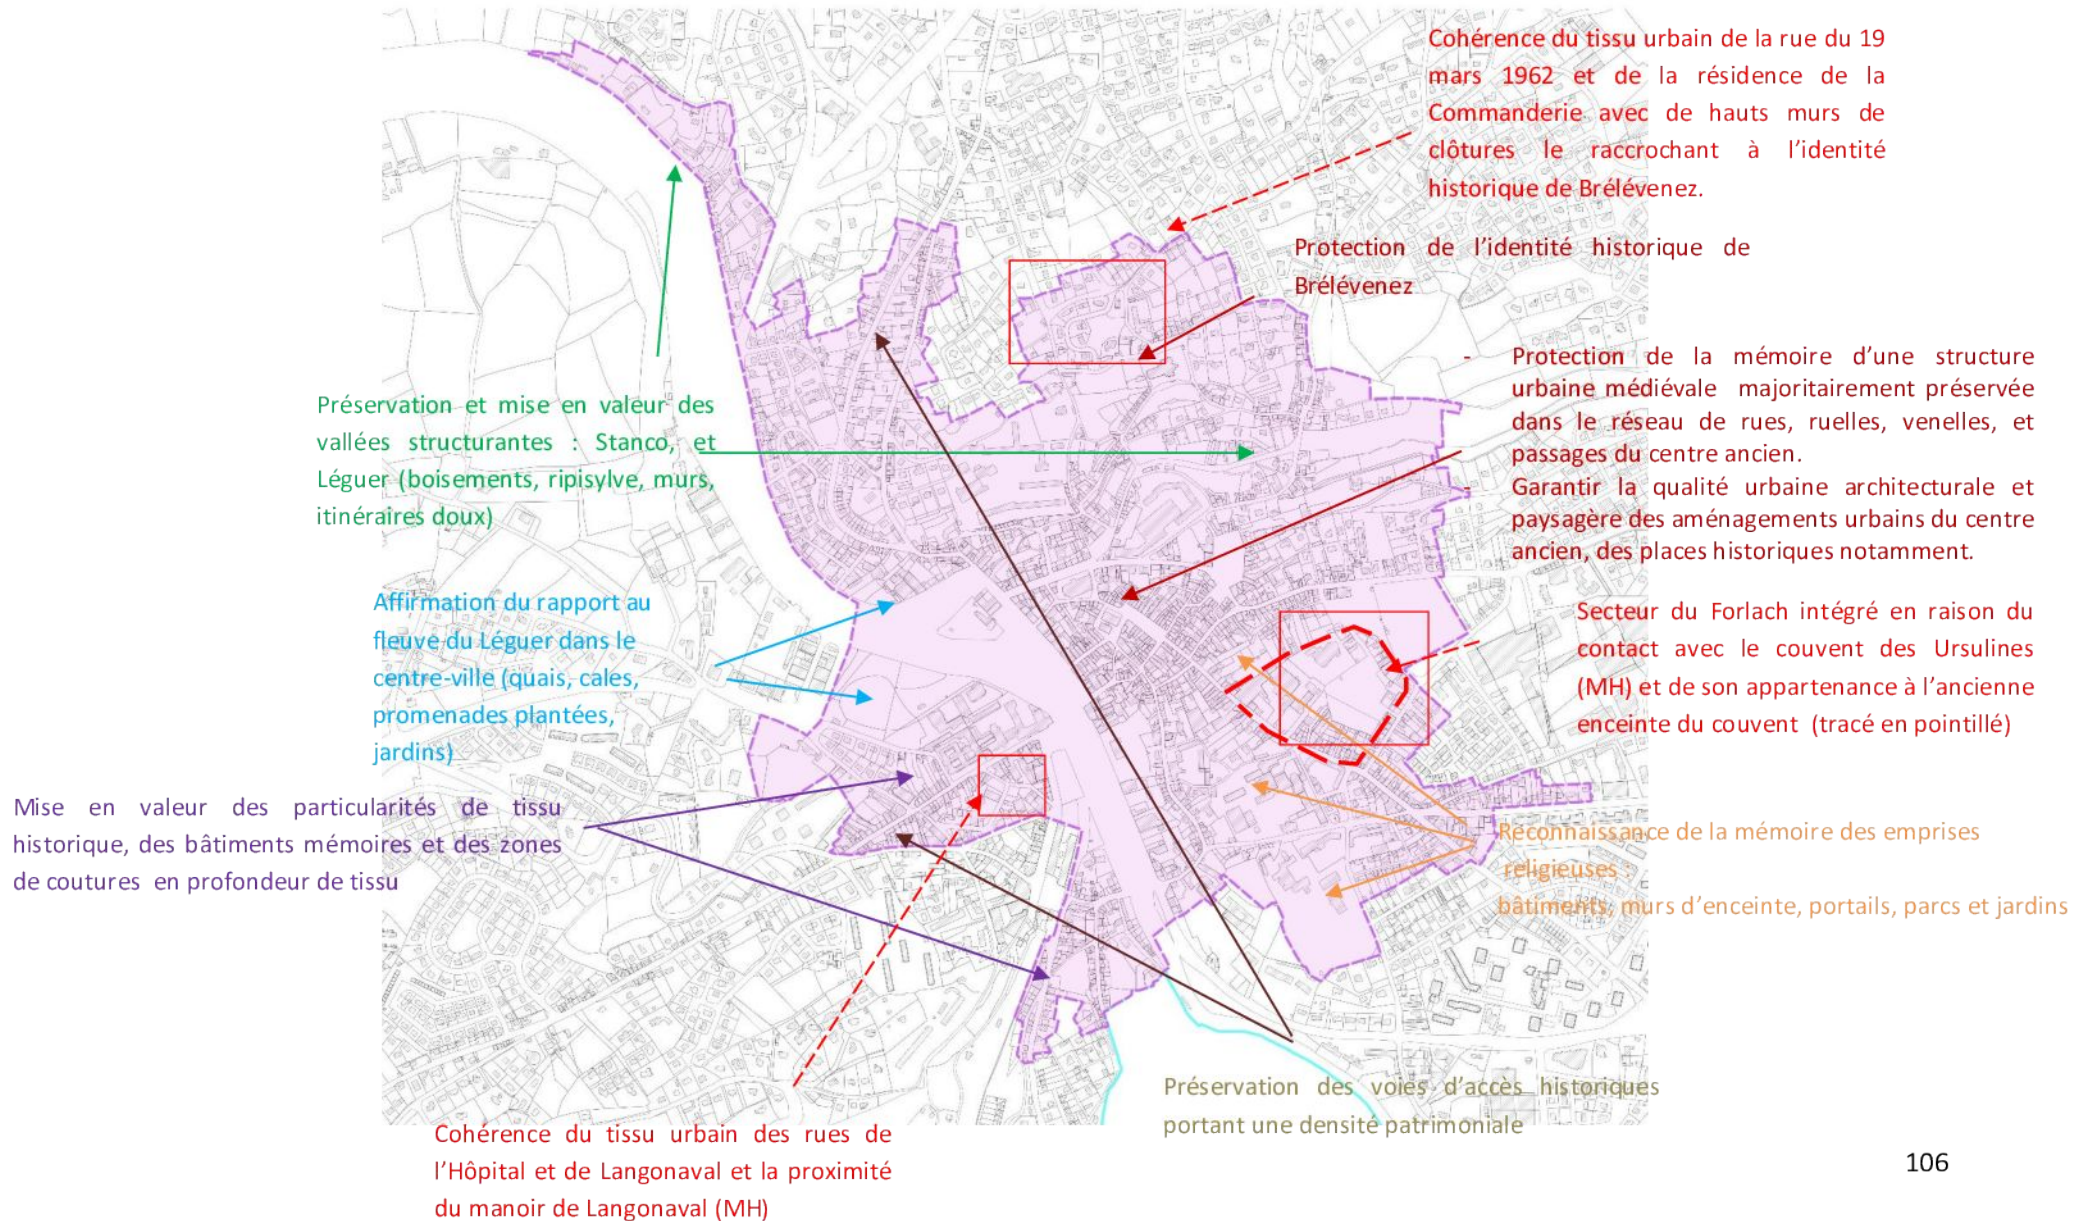 Cohérence du tissu urbain de la rue du 19
mars 1962 et de la résidence de la
Commanderie avec de hauts murs de
clôtures le raccrochant à l’identité
historique de Brélévenez.
Protection de l’identité historique de
Brélévenez
- Protection de la mémoire d’une structure
urbaine médiévale majoritairement préservée
dans le réseau de rues, ruelles, venelles, et
passages du centre ancien.
- Garantir la qualité urbaine architecturale et
paysagère des aménagements urbains du centre
ancien, des places historiques notamment.
Préservation et mise en valeur des
vallées structurantes : Stanco, et
Léguer (boisements, ripisylve, murs,
itinéraires doux)
Affirmation du rapport au
fleuve du Léguer dans le
centre-ville (quais, cales,
promenades plantées,
jardins)
Secteur du Forlach intégré en raison du
contact avec le couvent des Ursulines
(MH) et de son appartenance à l’ancienne
enceinte du couvent (tracé en pointillé)
Mise en valeur des particularités de tissu
historique, des bâtiments mémoires et des zones
de coutures en profondeur de tissu
Réconnaissance de la mémoire des emprises
religieuses :
bâtiments, murs d’enceinte, portails, parcs et jardins
Préservation des voies d’accès historiques
portant une densité patrimoniale
Cohérence du tissu urbain des rues de
l’Hôpital et de Langonaval et la proximité
du manoir de Langonaval (MH)
106